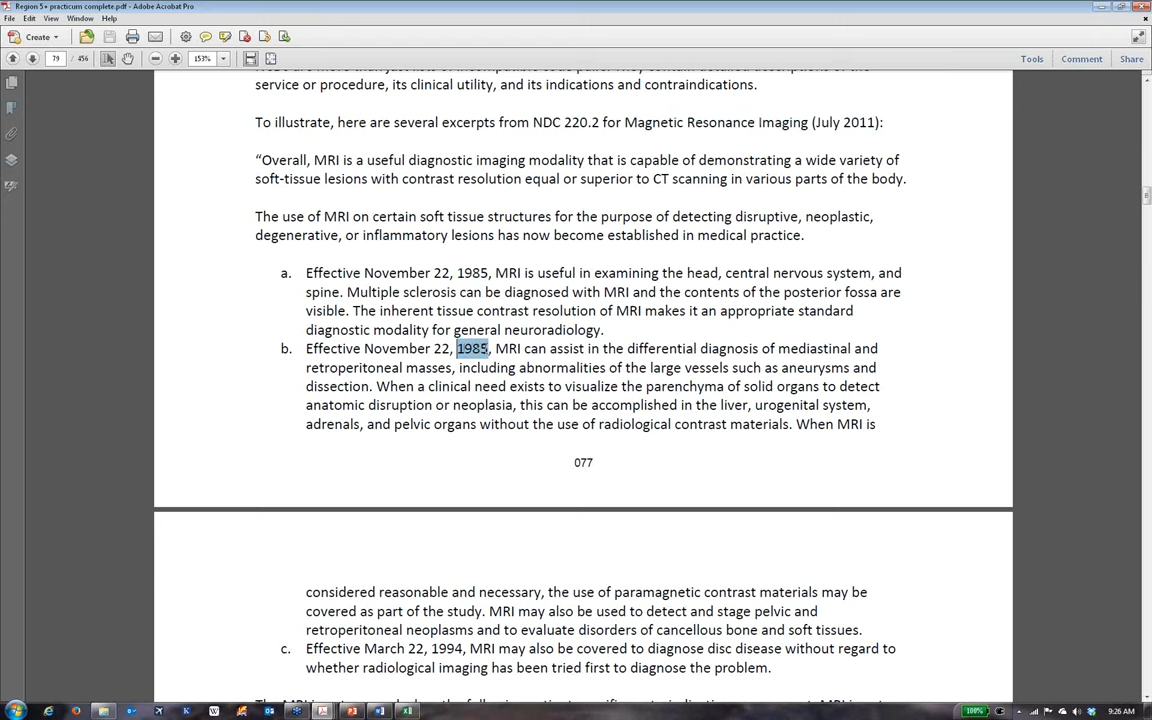 Region 5+ practicum complete.pdf - Adobe Acrobat Pro
File Edit View Window Help
Create
79 / 456 153% Tools Comment Share
service or procedure, its clinical utility, and its indications and contraindications.
To illustrate, here are several excerpts from NDC 220.2 for Magnetic Resonance Imaging (July 2011):
“Overall, MRI is a useful diagnostic imaging modality that is capable of demonstrating a wide variety of
soft-tissue lesions with contrast resolution equal or superior to CT scanning in various parts of the body.
The use of MRI on certain soft tissue structures for the purpose of detecting disruptive, neoplastic,
degenerative, or inflammatory lesions has now become established in medical practice.
a. Effective November 22, 1985, MRI is useful in examining the head, central nervous system, and
spine. Multiple sclerosis can be diagnosed with MRI and the contents of the posterior fossa are
visible. The inherent tissue contrast resolution of MRI makes it an appropriate standard
diagnostic modality for general neuroradiology.
b. Effective November 22, 1985, MRI can assist in the differential diagnosis of mediastinal and
retroperitoneal masses, including abnormalities of the large vessels such as aneurysms and
dissection. When a clinical need exists to visualize the parenchyma of solid organs to detect
anatomic disruption or neoplasia, this can be accomplished in the liver, urogenital system,
adrenals, and pelvic organs without the use of radiological contrast materials. When MRI is
077
considered reasonable and necessary, the use of paramagnetic contrast materials may be
covered as part of the study. MRI may also be used to detect and stage pelvic and
retroperitoneal neoplasms and to evaluate disorders of cancellous bone and soft tissues.
c. Effective March 22, 1994, MRI may also be covered to diagnose disc disease without regard to
whether radiological imaging has been tried first to diagnose the problem.
100% 9:26 AM